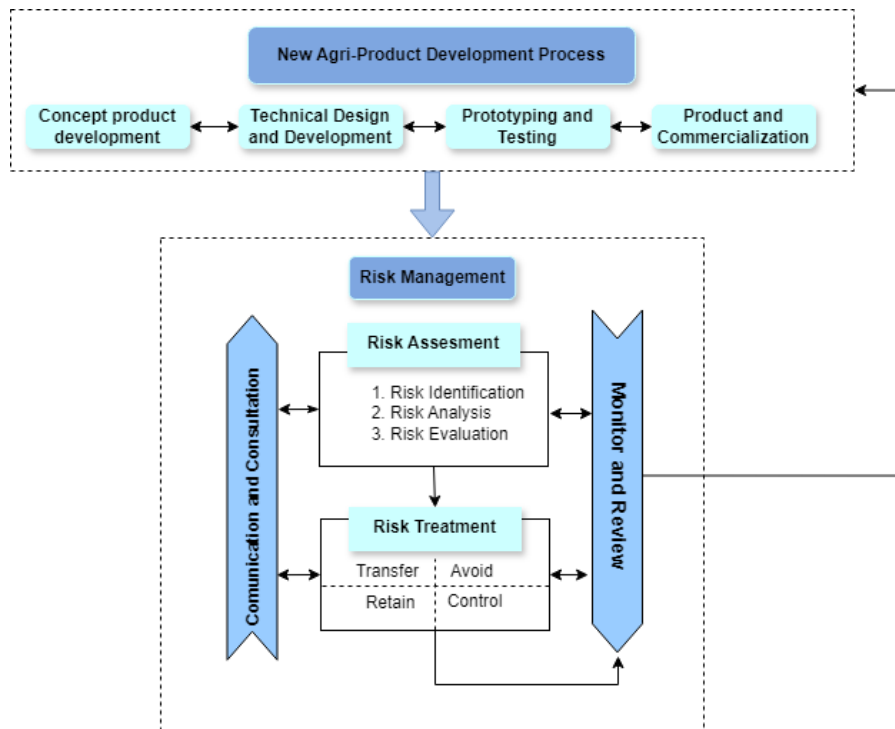 New Agri-Product Development Process
Concept product
development
Technical Design
and Development
Prototyping and
Testing
Product and
Commercialization
Risk Management
Risk Assesment
1. Risk Identification
2. Risk Analysis
3. Risk Evaluation
Comunication and Consultation
Monitor and Review
Risk Treatment
Transfer
Avoid
Retain
Control